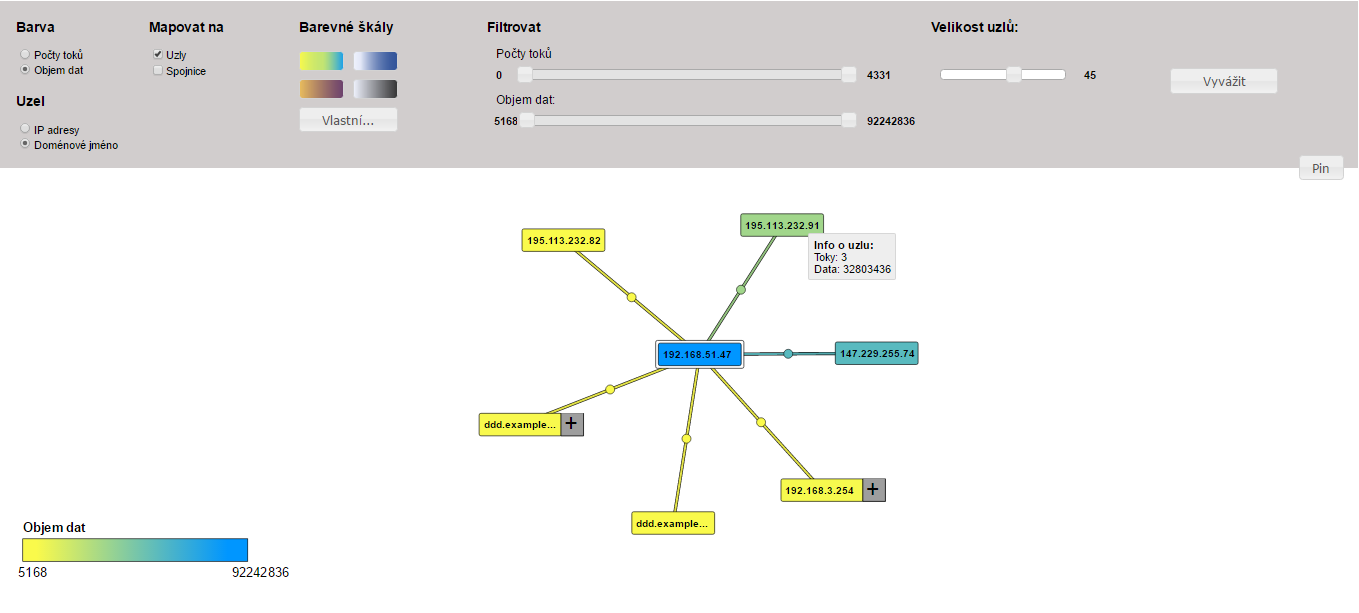 Barva
Počty toků
Objem dat
Uzel
IP adresy
Doménové jméno
Mapovat na
Uzly
Spojnice
Barevné škály
Vlastní...
Filtrovat
Počty toků
0 4331
Objem dat:
5168 92242836
Velikost uzlů:
45
Vyvážit
Pin
195.113.232.82
195.113.232.91
Info o uzlu:
Toky: 3
Data: 32803436
192.168.51.47
147.229.255.74
ddd.example... +
192.168.3.254 +
ddd.example...
Objem dat
5168 92242836